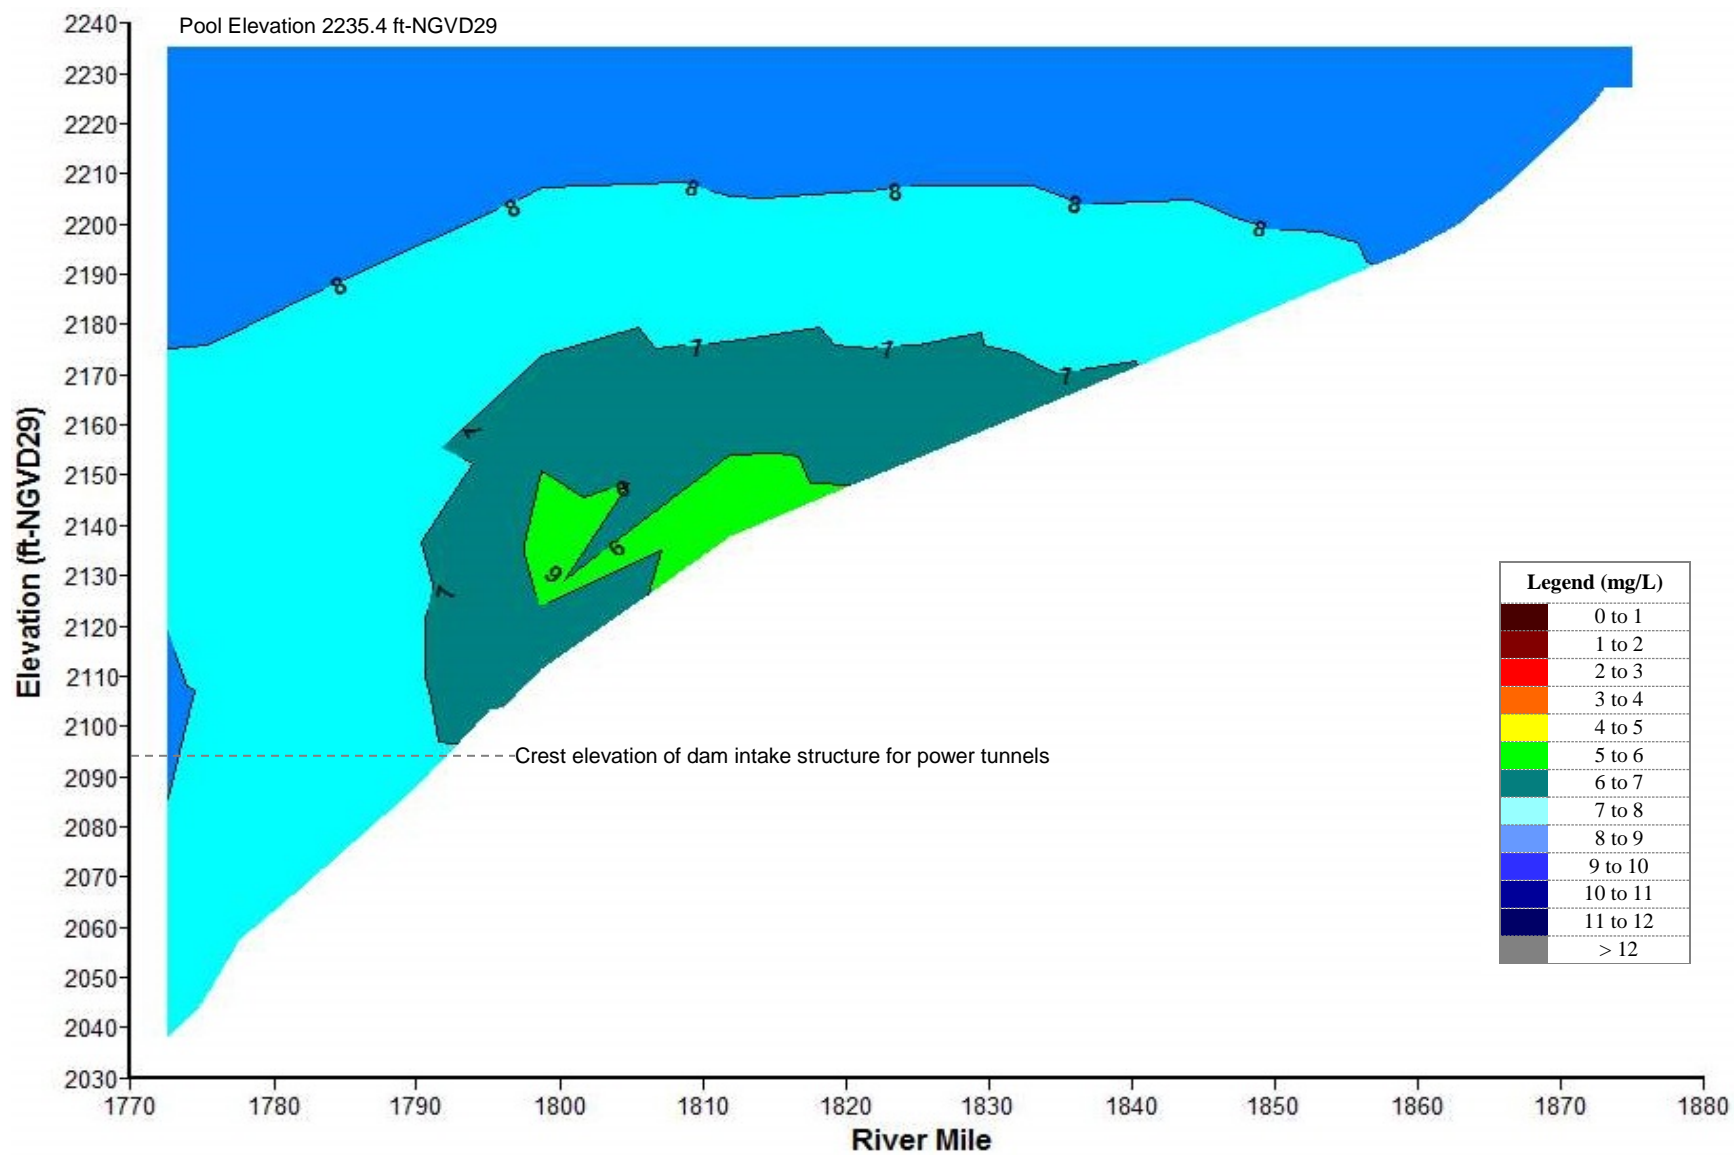 Pool Elevation 2235.4 ft-NGVD29
2240
2230
2220
2210
2200
2190
2180
2170
2160
2150
2140
2130
2120
2110
2100
2090
2080
2070
2060
2050
2040
2030
Elevation (ft-NGVD29)
8
8
8
8
8
8
7
7
7
7
7
6
6
6
Crest elevation of dam intake structure for power tunnels
Legend (mg/L)
0 to 1
1 to 2
2 to 3
3 to 4
4 to 5
5 to 6
6 to 7
7 to 8
8 to 9
9 to 10
10 to 11
11 to 12
> 12
1770 1780 1790 1800 1810 1820 1830 1840 1850 1860 1870 1880
River Mile